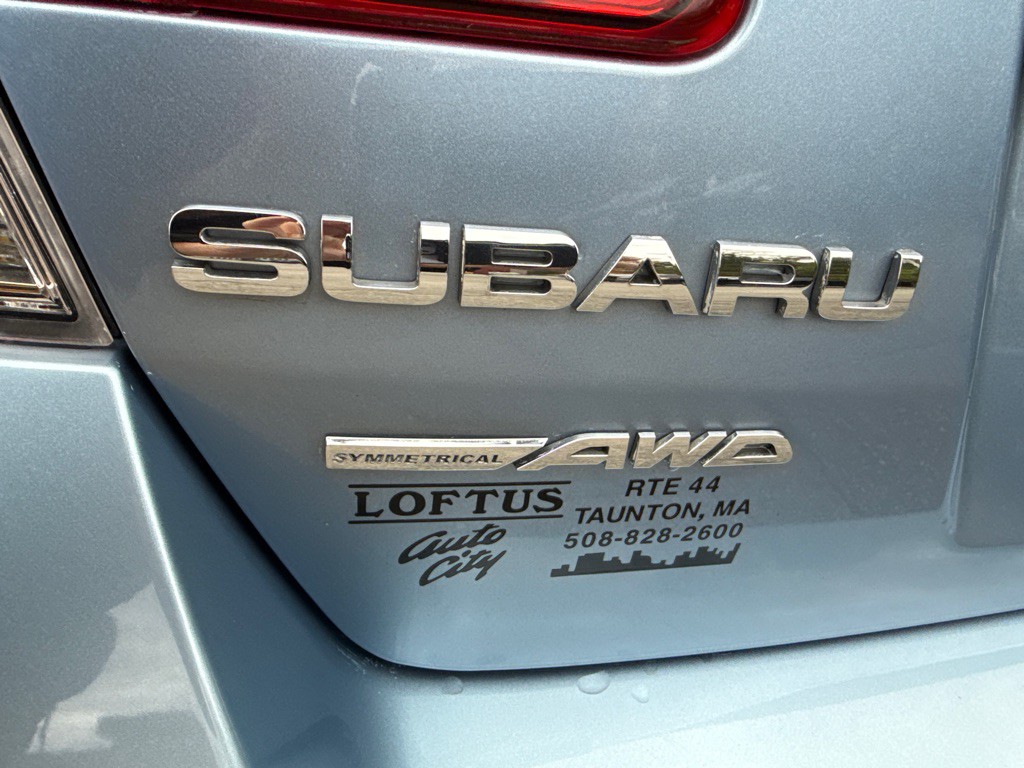 SUBARU
SYMMETRICAL AWD
LOFTUS
Auto
City
RTE 44
TAUNTON, MA
508-828-2600